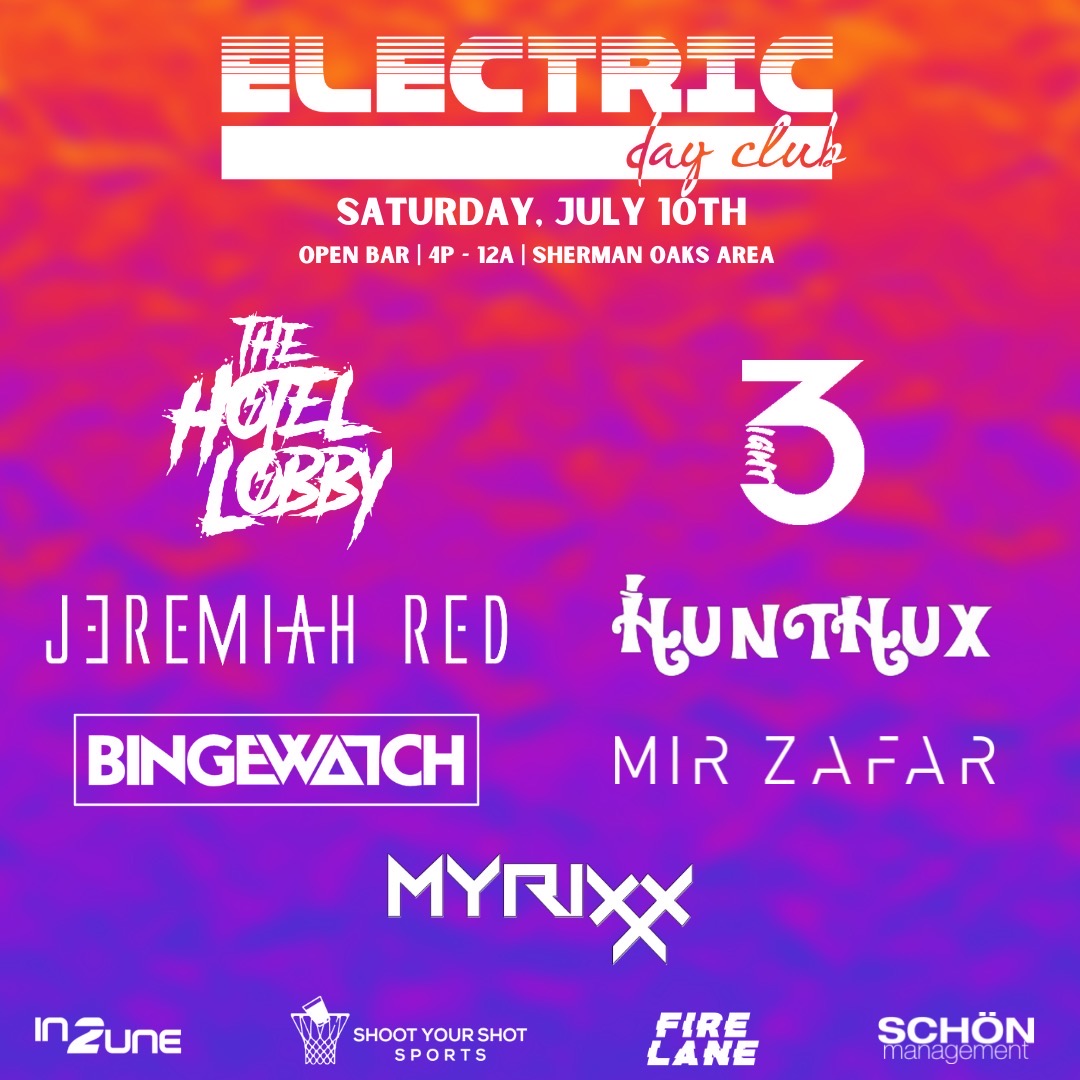 ELECTRIC
day club
SATURDAY, JULY 10TH
OPEN BAR | 4P - 12A | SHERMAN OAKS AREA
THE
HOTEL
LOBBY
3
JEREMIAH RED
HUNTHUX
BINGEWATCH
MIR ZAFAR
MYRIXX
IN2UNE
SHOOT YOUR SHOT
SPORTS
FIRE
LANE
SCHÖN
management